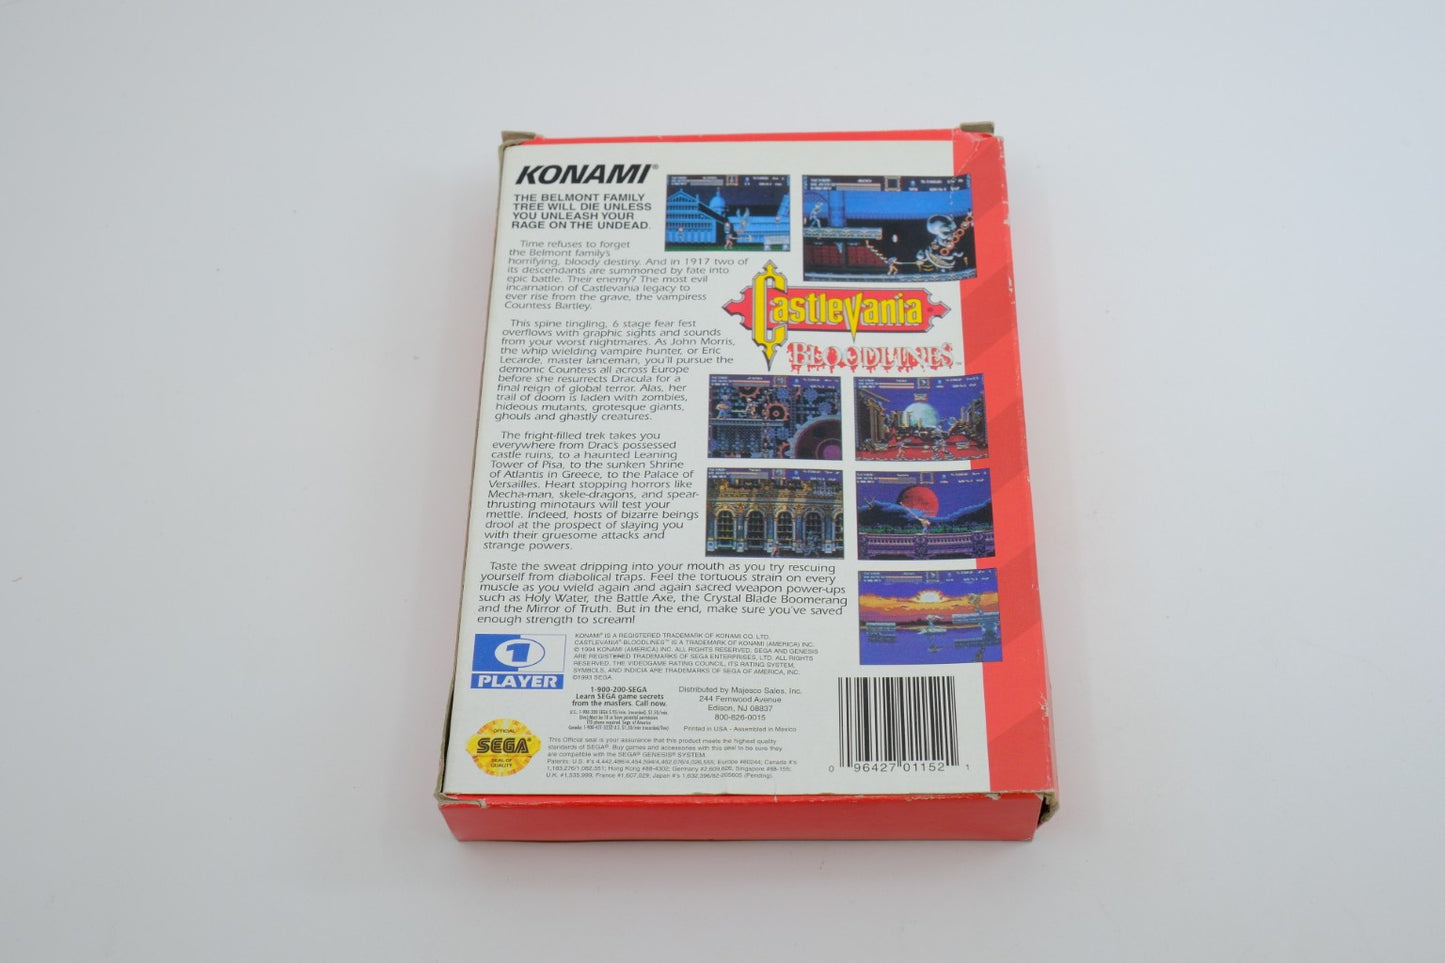 KONAMI®
THE BELMONT FAMILY
TREE WILL DIE UNLESS
YOU UNLEASH YOUR
RAGE ON THE UNDEAD.
Time refuses to forget
the Belmont family's
horrifying, bloody destiny. And in 1917 two of
its descendants are summoned by fate into
epic battle. Their enemy? The most evil
incarnation of Castlevania legacy to
ever rise from the grave, the vampiress
Countess Bartley.
This spine tingling, 6 stage fear fest
overflows with graphic sights and sounds
from your worst nightmares. As John Morris,
the whip wielding vampire hunter, or Eric
Lecarde, master lanceman, you'll pursue the
demonic Countess all across Europe
before she resurrects Dracula for a
final reign of global terror. Alas, her
trail of doom is laden with zombies,
hideous mutants, grotesque giants,
ghouls and ghastly creatures.
The fright-filled trek takes you
everywhere from Drac's possessed
castle ruins, to a haunted Leaning
Tower of Pisa, to the sunken Shrine
of Atlantis in Greece, to the Palace of
Versailles. Heart stopping horrors like
Mecha-man, skele-dragons, and spear-
thrusting minotaurs will test your
mettle. Indeed, hosts of bizarre beings
drool at the prospect of slaying you
with their gruesome attacks and
strange powers.
Taste the sweat dripping into your mouth as you try rescuing
yourself from diabolical traps. Feel the tortuous strain on every
muscle as you wield again and again sacred weapon power-ups
such as Holy Water, the Battle Axe, the Crystal Blade Boomerang
and the Mirror of Truth. But in the end, make sure you've saved
enough strength to scream!
Castlevania
BLOODLINES™
1
PLAYER
KONAMI® IS A REGISTERED TRADEMARK OF KONAMI CO. LTD.
CASTLEVANIA® BLOODLINES™ IS A TRADEMARK OF KONAMI (AMERICA) INC.
© 1994 KONAMI (AMERICA) INC. ALL RIGHTS RESERVED. SEGA AND GENESIS
ARE REGISTERED TRADEMARKS OF SEGA ENTERPRISES, LTD. ALL RIGHTS
RESERVED. THE VIDEOGAME RATING COUNCIL, ITS RATING SYSTEM,
SYMBOLS, AND INDICIA ARE TRADEMARKS OF SEGA OF AMERICA, INC.
©1993 SEGA.
1-900-200-SEGA
Learn SEGA game secrets
from the masters. Call now.
Distributed by Majesco Sales, Inc.
244 Fernwood Avenue
Edison, NJ 08837
800-826-0015
Printed in USA - Assembled in Mexico
OFFICIAL
SEGA®
SEAL OF
QUALITY
This Official seal is your assurance that this product meets the highest quality
standards of SEGA®. Buy games and accessories with this seal to be sure they
are compatible with the SEGA® GENESIS® SYSTEM.
0 96427 01152 1